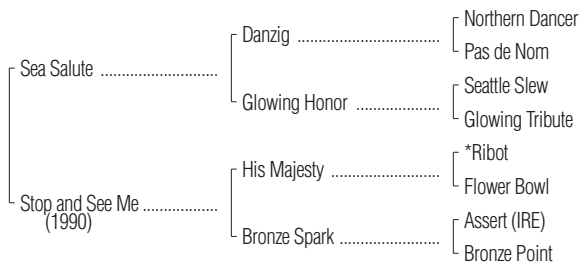 Northern Dancer
Danzig
Pas de Nom
Sea Salute
Seattle Slew
Glowing Honor
Glowing Tribute
*Ribot
His Majesty
Flower Bowl
Stop and See Me
(1990)
Assert (IRE)
Bronze Spark
Bronze Point